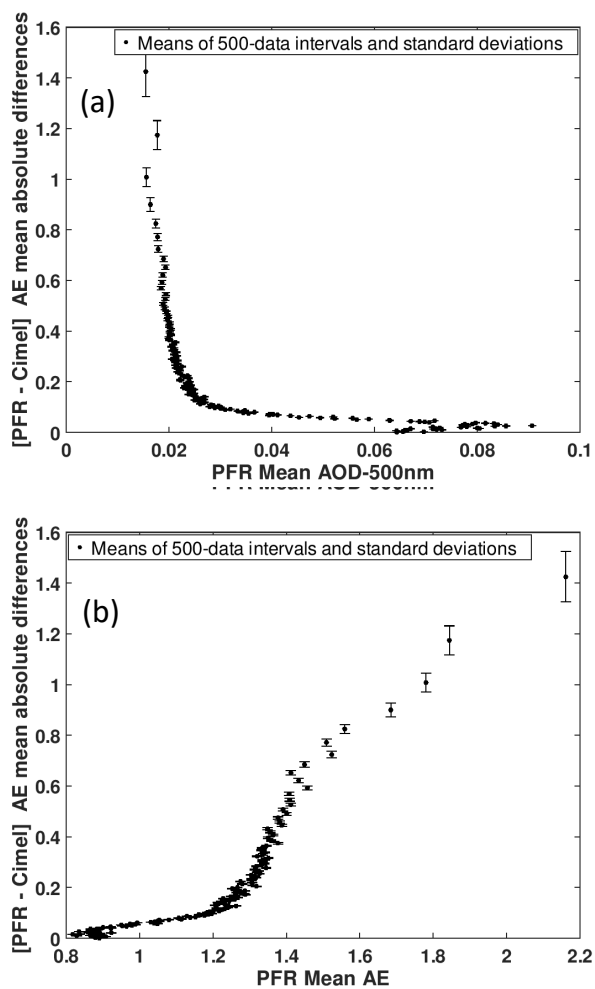 1.6
Means of 500-data intervals and standard deviations
1.4
(a)
1.2
1
0.8
0.6
0.4
0.2
0
[PFR - Cimel] AE mean absolute differences
0 0.02 0.04 0.06 0.08 0.1
PFR Mean AOD-500nm
1.6
Means of 500-data intervals and standard deviations
1.4
(b)
1.2
1
0.8
0.6
0.4
0.2
0
[PFR - Cimel] AE mean absolute differences
0.8 1 1.2 1.4 1.6 1.8 2 2.2
PFR Mean AE